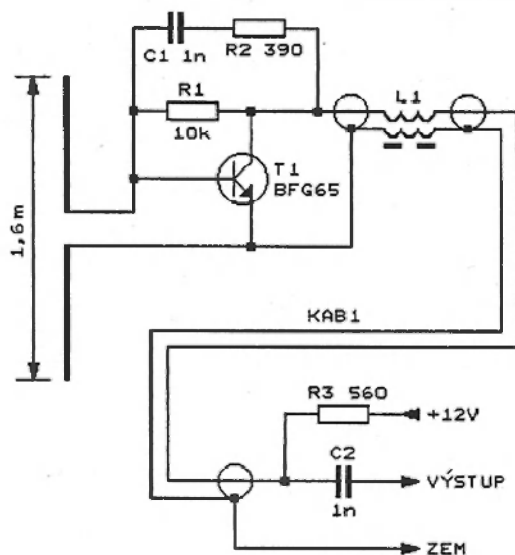 C1 1n
R2 390
R1
10k
L1
T1
BFG65
1,6m
KAB1
R3 560
+12V
C2
1n
VÝSTUP
ZEM